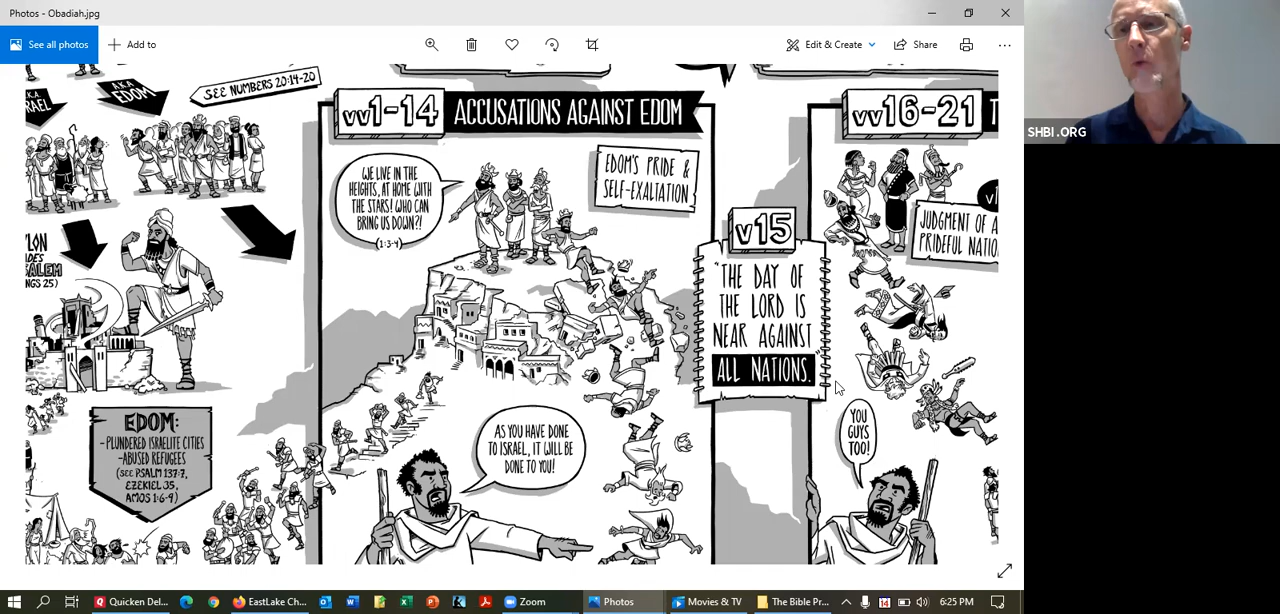 Photos - Obadiah.jpg
See all photos
Add to
Edit & Create
Share
A.K.A.
EDOM
SEE NUMBERS 20:14-20
vv1-14
ACCUSATIONS AGAINST EDOM
vv16-21
SHBI.ORG
WE LIVE IN THE
HEIGHTS, AT HOME WITH
THE STARS! WHO CAN
BRING US DOWN?!
(1:3-4)
EDOM'S PRIDE &
SELF-EXALTATION
v15
"THE DAY OF
THE LORD IS
NEAR AGAINST
ALL NATIONS."
JUDGMENT OF A
PRIDEFUL NATIO
EDOM:
-PLUNDERED ISRAELITE CITIES
-ABUSED REFUGEES
(SEE PSALM 137:7,
EZEKIEL 35,
AMOS 1:6-9)
AS YOU HAVE DONE
TO ISRAEL, IT WILL BE
DONE TO YOU!
YOU
GUYS
TOO!
Quicken Del...
EastLake Ch...
Zoom
Photos
Movies & TV
The Bible Pr...
14
6:25 PM